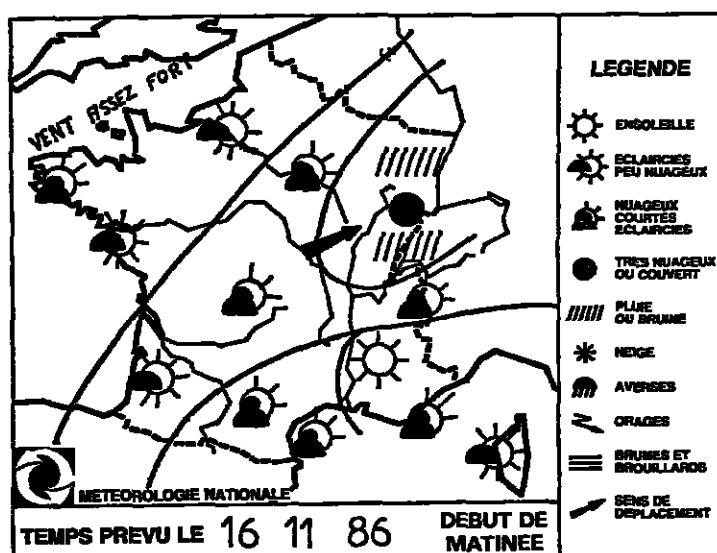 VENT ASSEZ FORT
METEOROLOGIE NATIONALE
TEMPS PREVU LE 16 11 86 DEBUT DE
MATINEE
LEGENDE
ENSOLEILLE
ECLAIRCIES
PEU NUAGEUX
NUAGEUX
COURTES
ECLAIRCIES
TRES NUAGEUX
OU COUVERT
PLUIE
OU BRUINE
NEIGE
AVERSES
ORAGES
BRUMES ET
BROUILLARDS
SENS DE
DEPLACEMENT